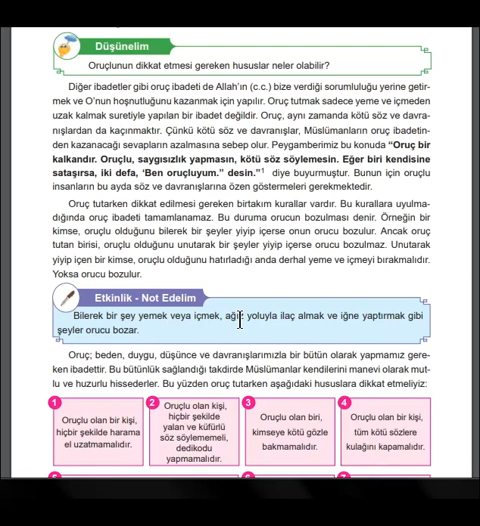 Düşünelim
Oruçlunun dikkat etmesi gereken hususlar neler olabilir?
Diğer ibadetler gibi oruç ibadeti de Allah'ın (c.c.) bize verdiği sorumluluğu yerine getir-
mek ve O'nun hoşnutluğunu kazanmak için yapılır. Oruç tutmak sadece yeme ve içmeden
uzak kalmak suretiyle yapılan bir ibadet değildir. Oruç, aynı zamanda kötü söz ve davra-
nışlardan da kaçınmaktır. Çünkü kötü söz ve davranışlar, Müslümanların oruç ibadetin-
den kazanacağı sevapların azalmasına sebep olur. Peygamberimiz bu konuda "Oruç bir
kalkandır. Oruçlu, saygısızlık yapmasın, kötü söz söylemesin. Eğer biri kendisine
sataşırsa, iki defa, 'Ben oruçluyum.” desin."1 diye buyurmuştur. Bunun için oruçlu
insanların bu ayda söz ve davranışlarına özen göstermeleri gerekmektedir.
Oruç tutarken dikkat edilmesi gereken birtakım kurallar vardır. Bu kurallara uyulma-
dığında oruç ibadeti tamamlanamaz. Bu duruma orucun bozulması denir. Örneğin bir
kimse, oruçlu olduğunu bilerek bir şeyler yiyip içerse onun orucu bozulur. Ancak oruç
tutan birisi, oruçlu olduğunu unutarak bir şeyler yiyip içerse orucu bozulmaz. Unutarak
yiyip içen bir kimse, oruçlu olduğunu hatırladığı anda derhal yeme ve içmeyi bırakmalıdır.
Yoksa orucu bozulur.
Etkinlik - Not Edelim
Bilerek bir şey yemek veya içmek, ağız yoluyla ilaç almak ve iğne yaptırmak gibi
şeyler orucu bozar.
Oruç; beden, duygu, düşünce ve davranışlarımızla bir bütün olarak yapmamız gere-
ken ibadettir. Bu bütünlük sağlandığı takdirde Müslümanlar kendilerini manevi olarak mut-
lu ve huzurlu hissederler. Bu yüzden oruç tutarken aşağıdaki hususlara dikkat etmeliyiz:
1
Oruçlu olan bir kişi,
hiçbir şekilde harama
el uzatmamalıdır.
2
Oruçlu olan kişi,
hiçbir şekilde
yalan ve küfürlü
söz söylememeli,
dedikodu
yapmamalıdır.
3
Oruçlu olan biri,
kimseye kötü gözle
bakmamalıdır.
4
Oruçlu olan bir kişi,
tüm kötü sözlere
kulağını kapamalıdır.